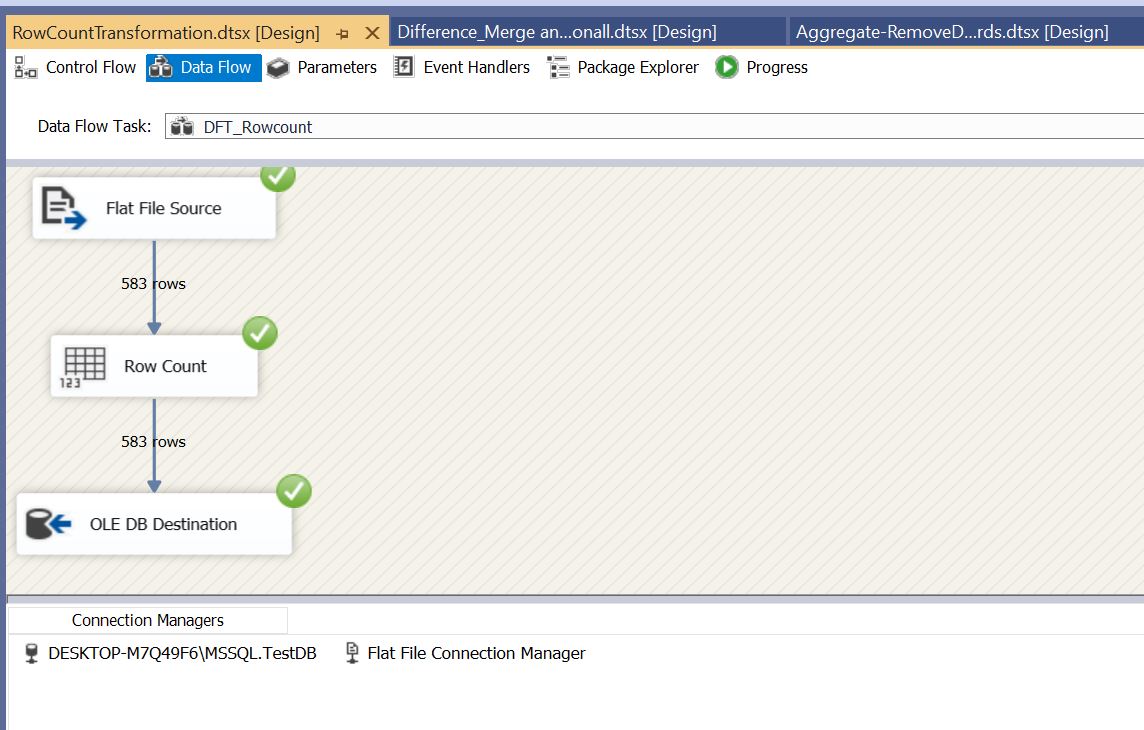 RowCountTransformation.dtsx [Design]
Difference_Merge an...onall.dtsx [Design]
Aggregate-RemoveD...rds.dtsx [Design]
Control Flow
Data Flow
Parameters
Event Handlers
Package Explorer
Progress
Data Flow Task:
DFT_Rowcount
Flat File Source
583 rows
123
Row Count
583 rows
OLE DB Destination
Connection Managers
DESKTOP-M7Q49F6\MSSQL.TestDB
Flat File Connection Manager